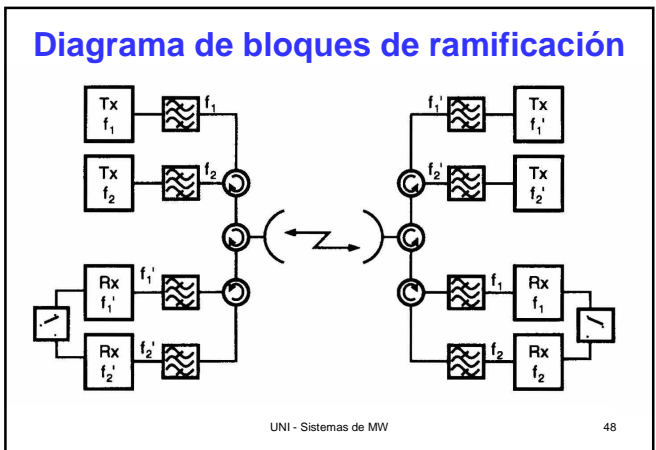 Diagrama de bloques de ramificación
Tx
f₁
f₁
Tx
f₂
f₂
Rx
f₁'
f₁'
Rx
f₂'
f₂'
f₁'
Tx
f₁'
f₂'
Tx
f₂'
f₁
Rx
f₁
f₂
Rx
f₂
UNI - Sistemas de MW
48